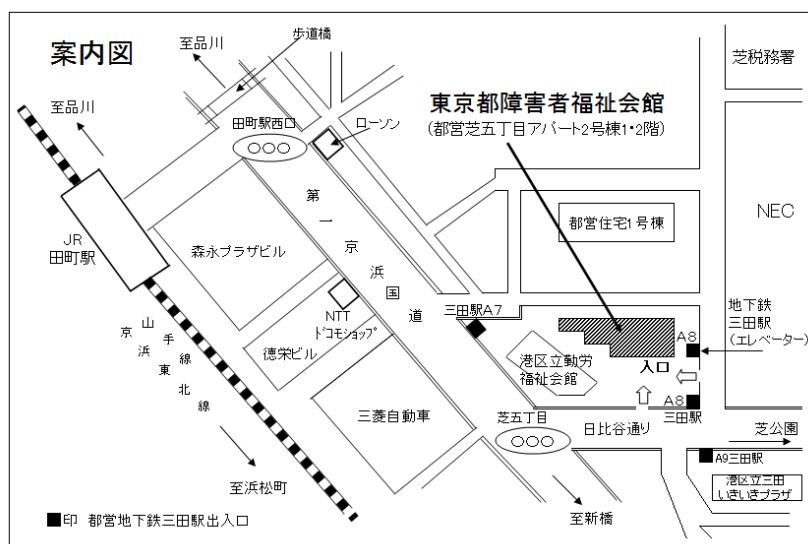 案内図
至品川
歩道橋
芝税務署
至品川
東京都障害者福祉会館
(都営芝五丁目アパート2号棟1・2階)
田町駅西口
ローソン
第一京浜国道
都営住宅1号棟
NEC
JR
田町駅
森永プラザビル
三田駅A7
地下鉄
三田駅
(エレベーター)
NTT
ドコモショップ
山手線
京浜東北線
徳栄ビル
港区立勤労
福祉会館
入口
A8
A8
三田駅
三菱自動車
芝五丁目
日比谷通り
芝公園
A9三田駅
至浜松町
港区立三田
いきいきプラザ
至新橋
■印 都営地下鉄三田駅出入口